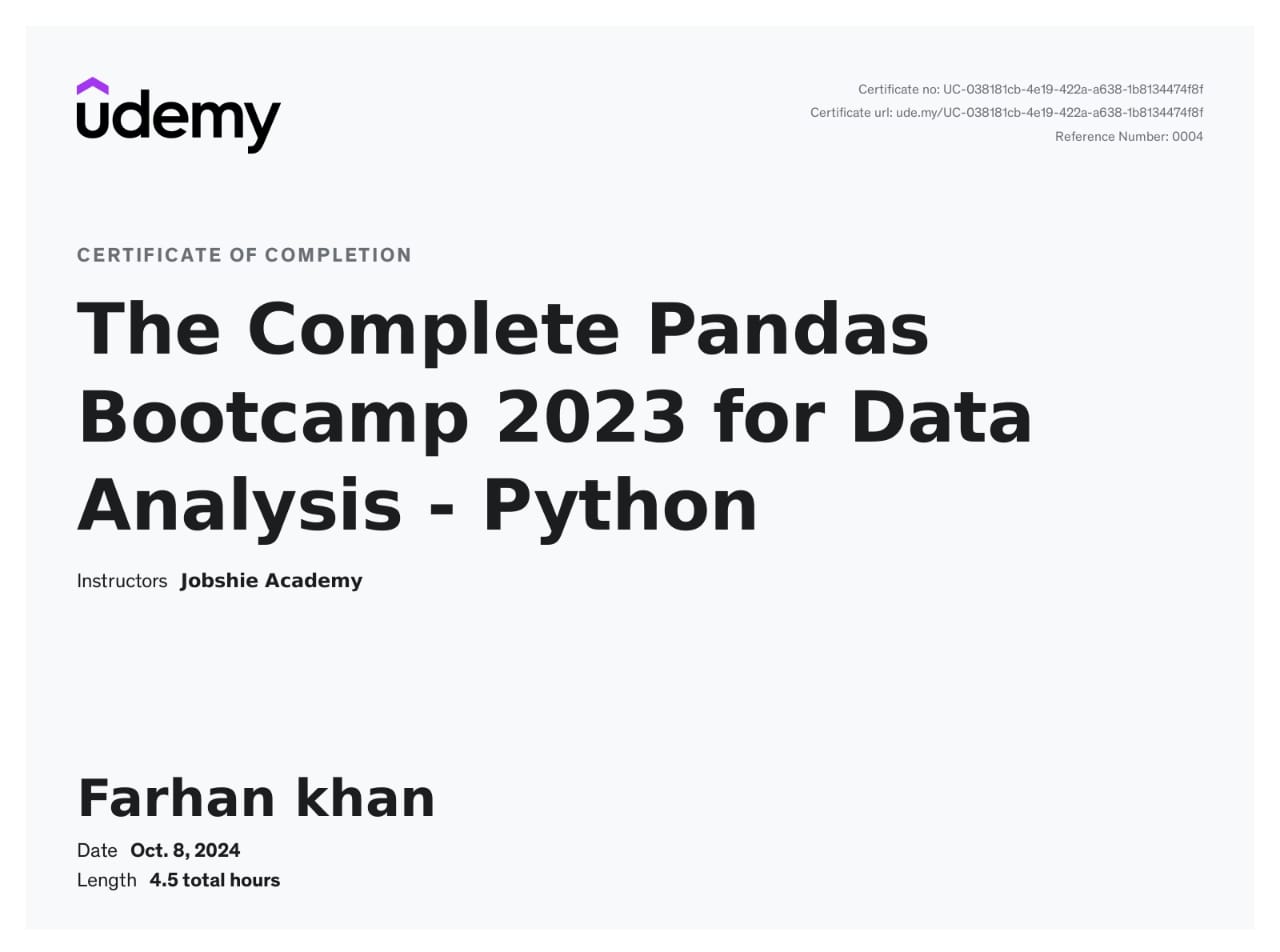 udemy
Certificate no: UC-038181cb-4e19-422a-a638-1b8134474f8f
Certificate url: ude.my/UC-038181cb-4e19-422a-a638-1b8134474f8f
Reference Number: 0004
CERTIFICATE OF COMPLETION
The Complete Pandas
Bootcamp 2023 for Data
Analysis - Python
Instructors Jobshie Academy
Farhan khan
Date Oct. 8, 2024
Length 4.5 total hours